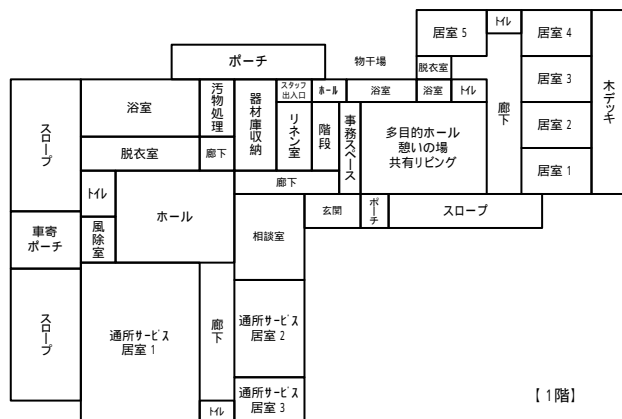 居室５
トイレ
居室４
ポーチ
物干場
脱衣室
居室３
木デッキ
スロープ
浴室
汚物処理
器材庫収納
スタッフ
出入口
ホール
浴室
浴室
トイレ
廊下
リネン室
階段
事務スペース
多目的ホール
憩いの場
共有リビング
居室２
脱衣室
廊下
居室１
トイレ
ホール
廊下
車寄
ポーチ
風除室
相談室
玄関
ポーチ
スロープ
スロープ
通所サービス
居室１
廊下
通所サービス
居室２
トイレ
通所サービス
居室３
【１階】